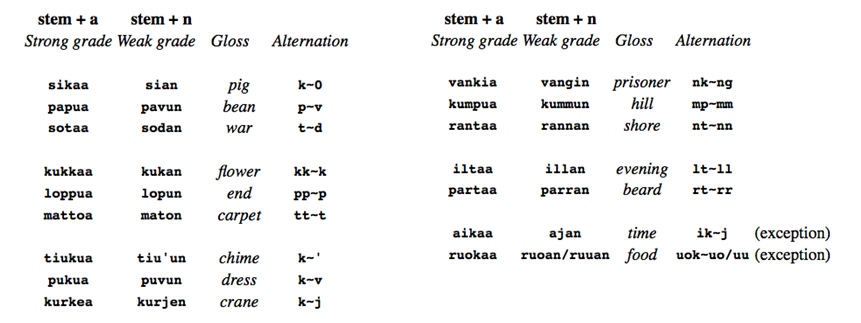 stem + a stem + n
Strong grade Weak grade Gloss Alternation
sikaa sian pig k~0
papua pavun bean p~v
sotaa sodan war t~d
kukkaa kukan flower kk~k
loppua lopun end pp~p
mattoa maton carpet tt~t
tiukua tiu'un chime k~'
pukua puvun dress k~v
kurkea kurjen crane k~j
stem + a stem + n
Strong grade Weak grade Gloss Alternation
vankia vangin prisoner nk~ng
kumpua kummun hill mp~mm
rantaa rannan shore nt~nn
iltaa illan evening lt~ll
partaa parran beard rt~rr
aikaa ajan time ik~j (exception)
ruokaa ruoan/ruuan food uok~uo/uu (exception)